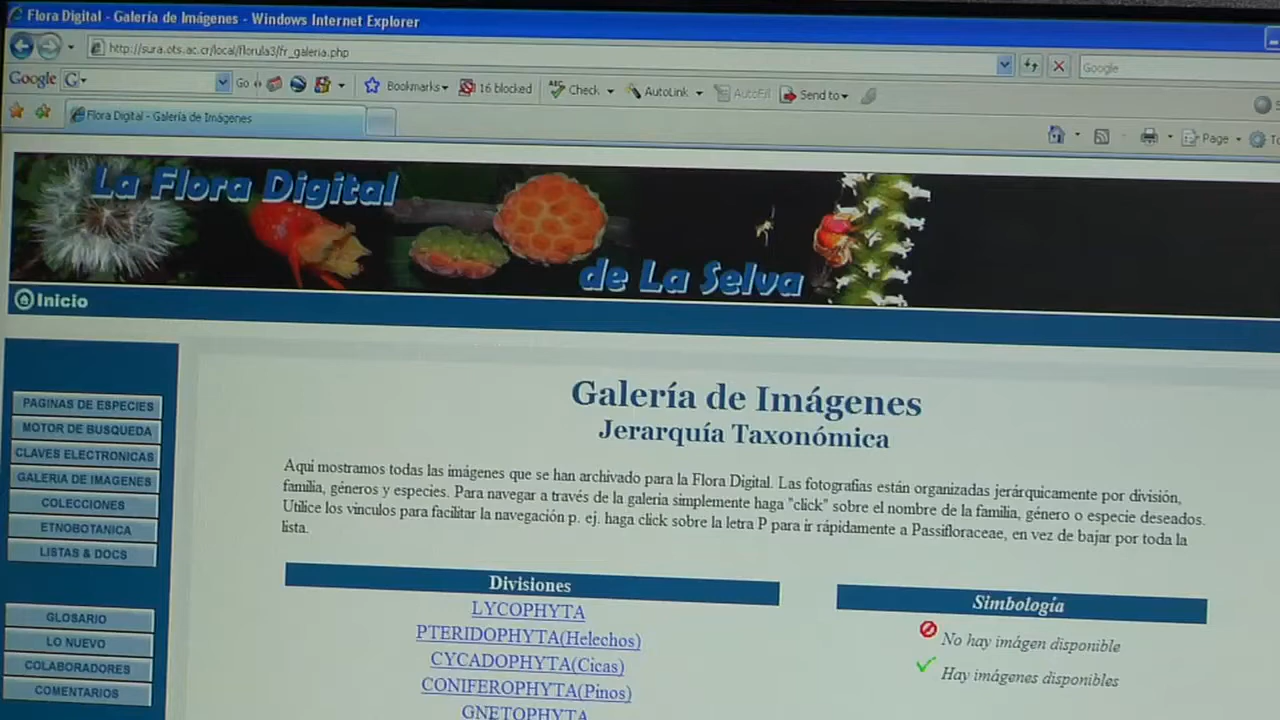 Flora Digital - Galería de Imágenes - Windows Internet Explorer
http://sura.ots.ac.cr/local/florula3/fr_galeria.php
Google
Google
G
Go
Bookmarks
16 blocked
Check
AutoLink
AutoFill
Send to
Flora Digital - Galería de Imágenes
Page
La Flora Digital
de La Selva
Inicio
PAGINAS DE ESPECIES
MOTOR DE BUSQUEDA
CLAVES ELECTRONICAS
GALERIA DE IMAGENES
COLECCIONES
ETNOBOTANICA
LISTAS & DOCS
GLOSARIO
LO NUEVO
COLABORADORES
COMENTARIOS
Galería de Imágenes
Jerarquía Taxonómica
Aqui mostramos todas las imágenes que se han archivado para la Flora Digital. Las fotografias están organizadas jerárquicamente por división,
familia, géneros y especies. Para navegar a través de la galeria simplemente haga "click" sobre el nombre de la familia, género o especie deseados.
Utilice los vinculos para facilitar la navegación p. ej. haga click sobre la letra P para ir rápidamente a Passifloraceae, en vez de bajar por toda la
lista.
Divisiones
LYCOPHYTA
PTERIDOPHYTA(Helechos)
CYCADOPHYTA(Cicas)
CONIFEROPHYTA(Pinos)
GNETOPHYTA
Simbología
No hay imágen disponible
Hay imágenes disponibles